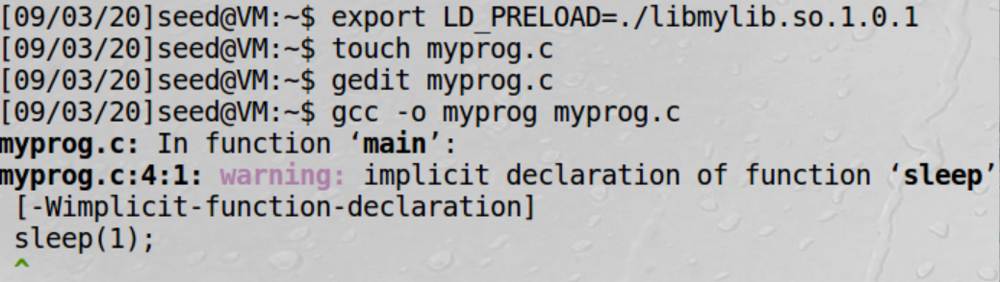 [09/03/20]seed@VM:~$ export LD_PRELOAD=./libmylib.so.1.0.1
[09/03/20]seed@VM:~$ touch myprog.c
[09/03/20]seed@VM:~$ gedit myprog.c
[09/03/20]seed@VM:~$ gcc -o myprog myprog.c
myprog.c: In function ‘main’:
myprog.c:4:1: warning: implicit declaration of function ‘sleep’
[-Wimplicit-function-declaration]
sleep(1);
^